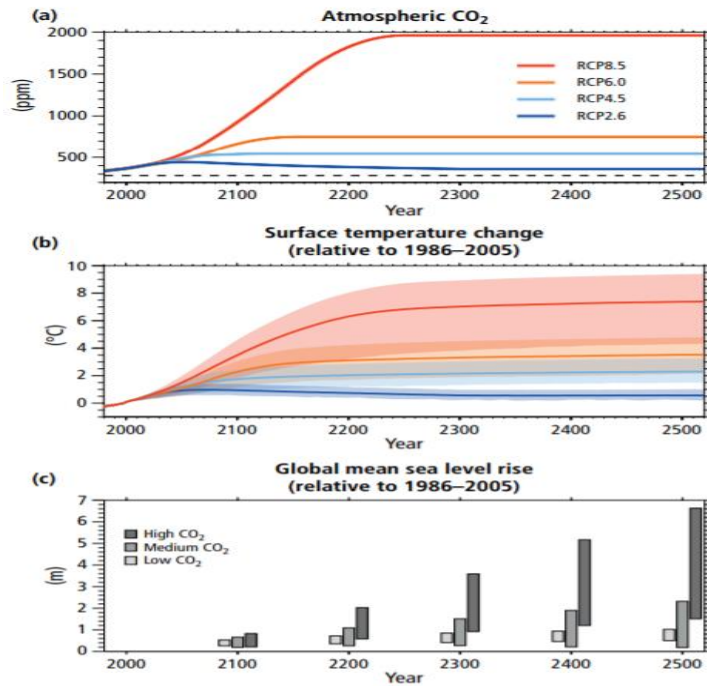 (a)
Atmospheric CO₂
2000
1500
1000
500
(ppm)
RCP8.5
RCP6.0
RCP4.5
RCP2.6
2000 2100 2200 2300 2400 2500
Year
(b)
Surface temperature change
(relative to 1986–2005)
10
8
6
4
2
0
(°C)
2000 2100 2200 2300 2400 2500
Year
(c)
Global mean sea level rise
(relative to 1986–2005)
7
6
5
4
3
2
1
0
(m)
High CO₂
Medium CO₂
Low CO₂
2000 2100 2200 2300 2400 2500
Year